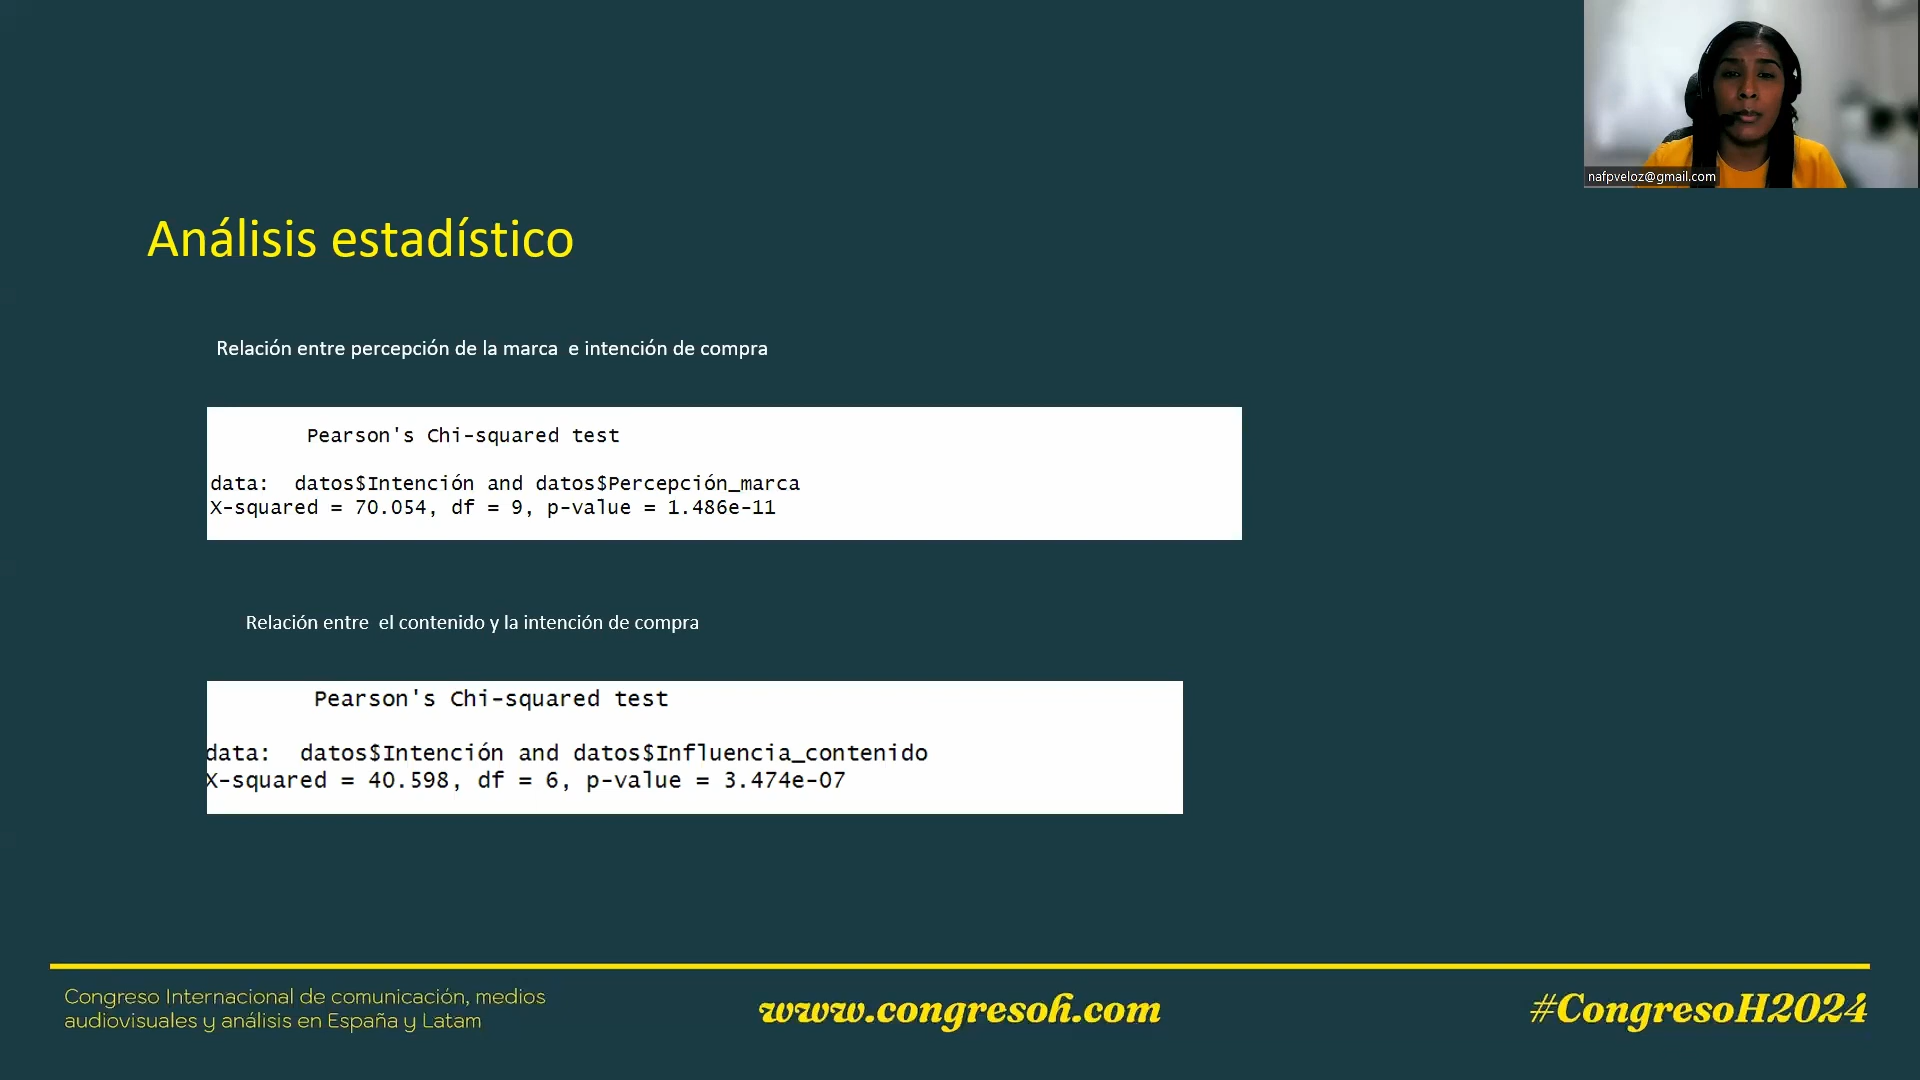 nafpveloz@gmail.com
Análisis estadístico
Relación entre percepción de la marca e intención de compra
Pearson's Chi-squared test
data: datos$Intención and datos$Percepción_marca
X-squared = 70.054, df = 9, p-value = 1.486e-11
Relación entre el contenido y la intención de compra
Pearson's Chi-squared test
data: datos$Intención and datos$Influencia_contenido
X-squared = 40.598, df = 6, p-value = 3.474e-07
Congreso Internacional de comunicación, medios
audiovisuales y análisis en España y Latam
www.congresoh.com
#CongresoH2024